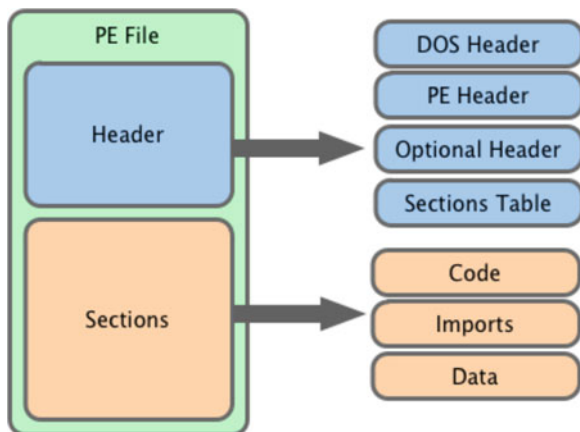 PE File
Header
Sections
DOS Header
PE Header
Optional Header
Sections Table
Code
Imports
Data